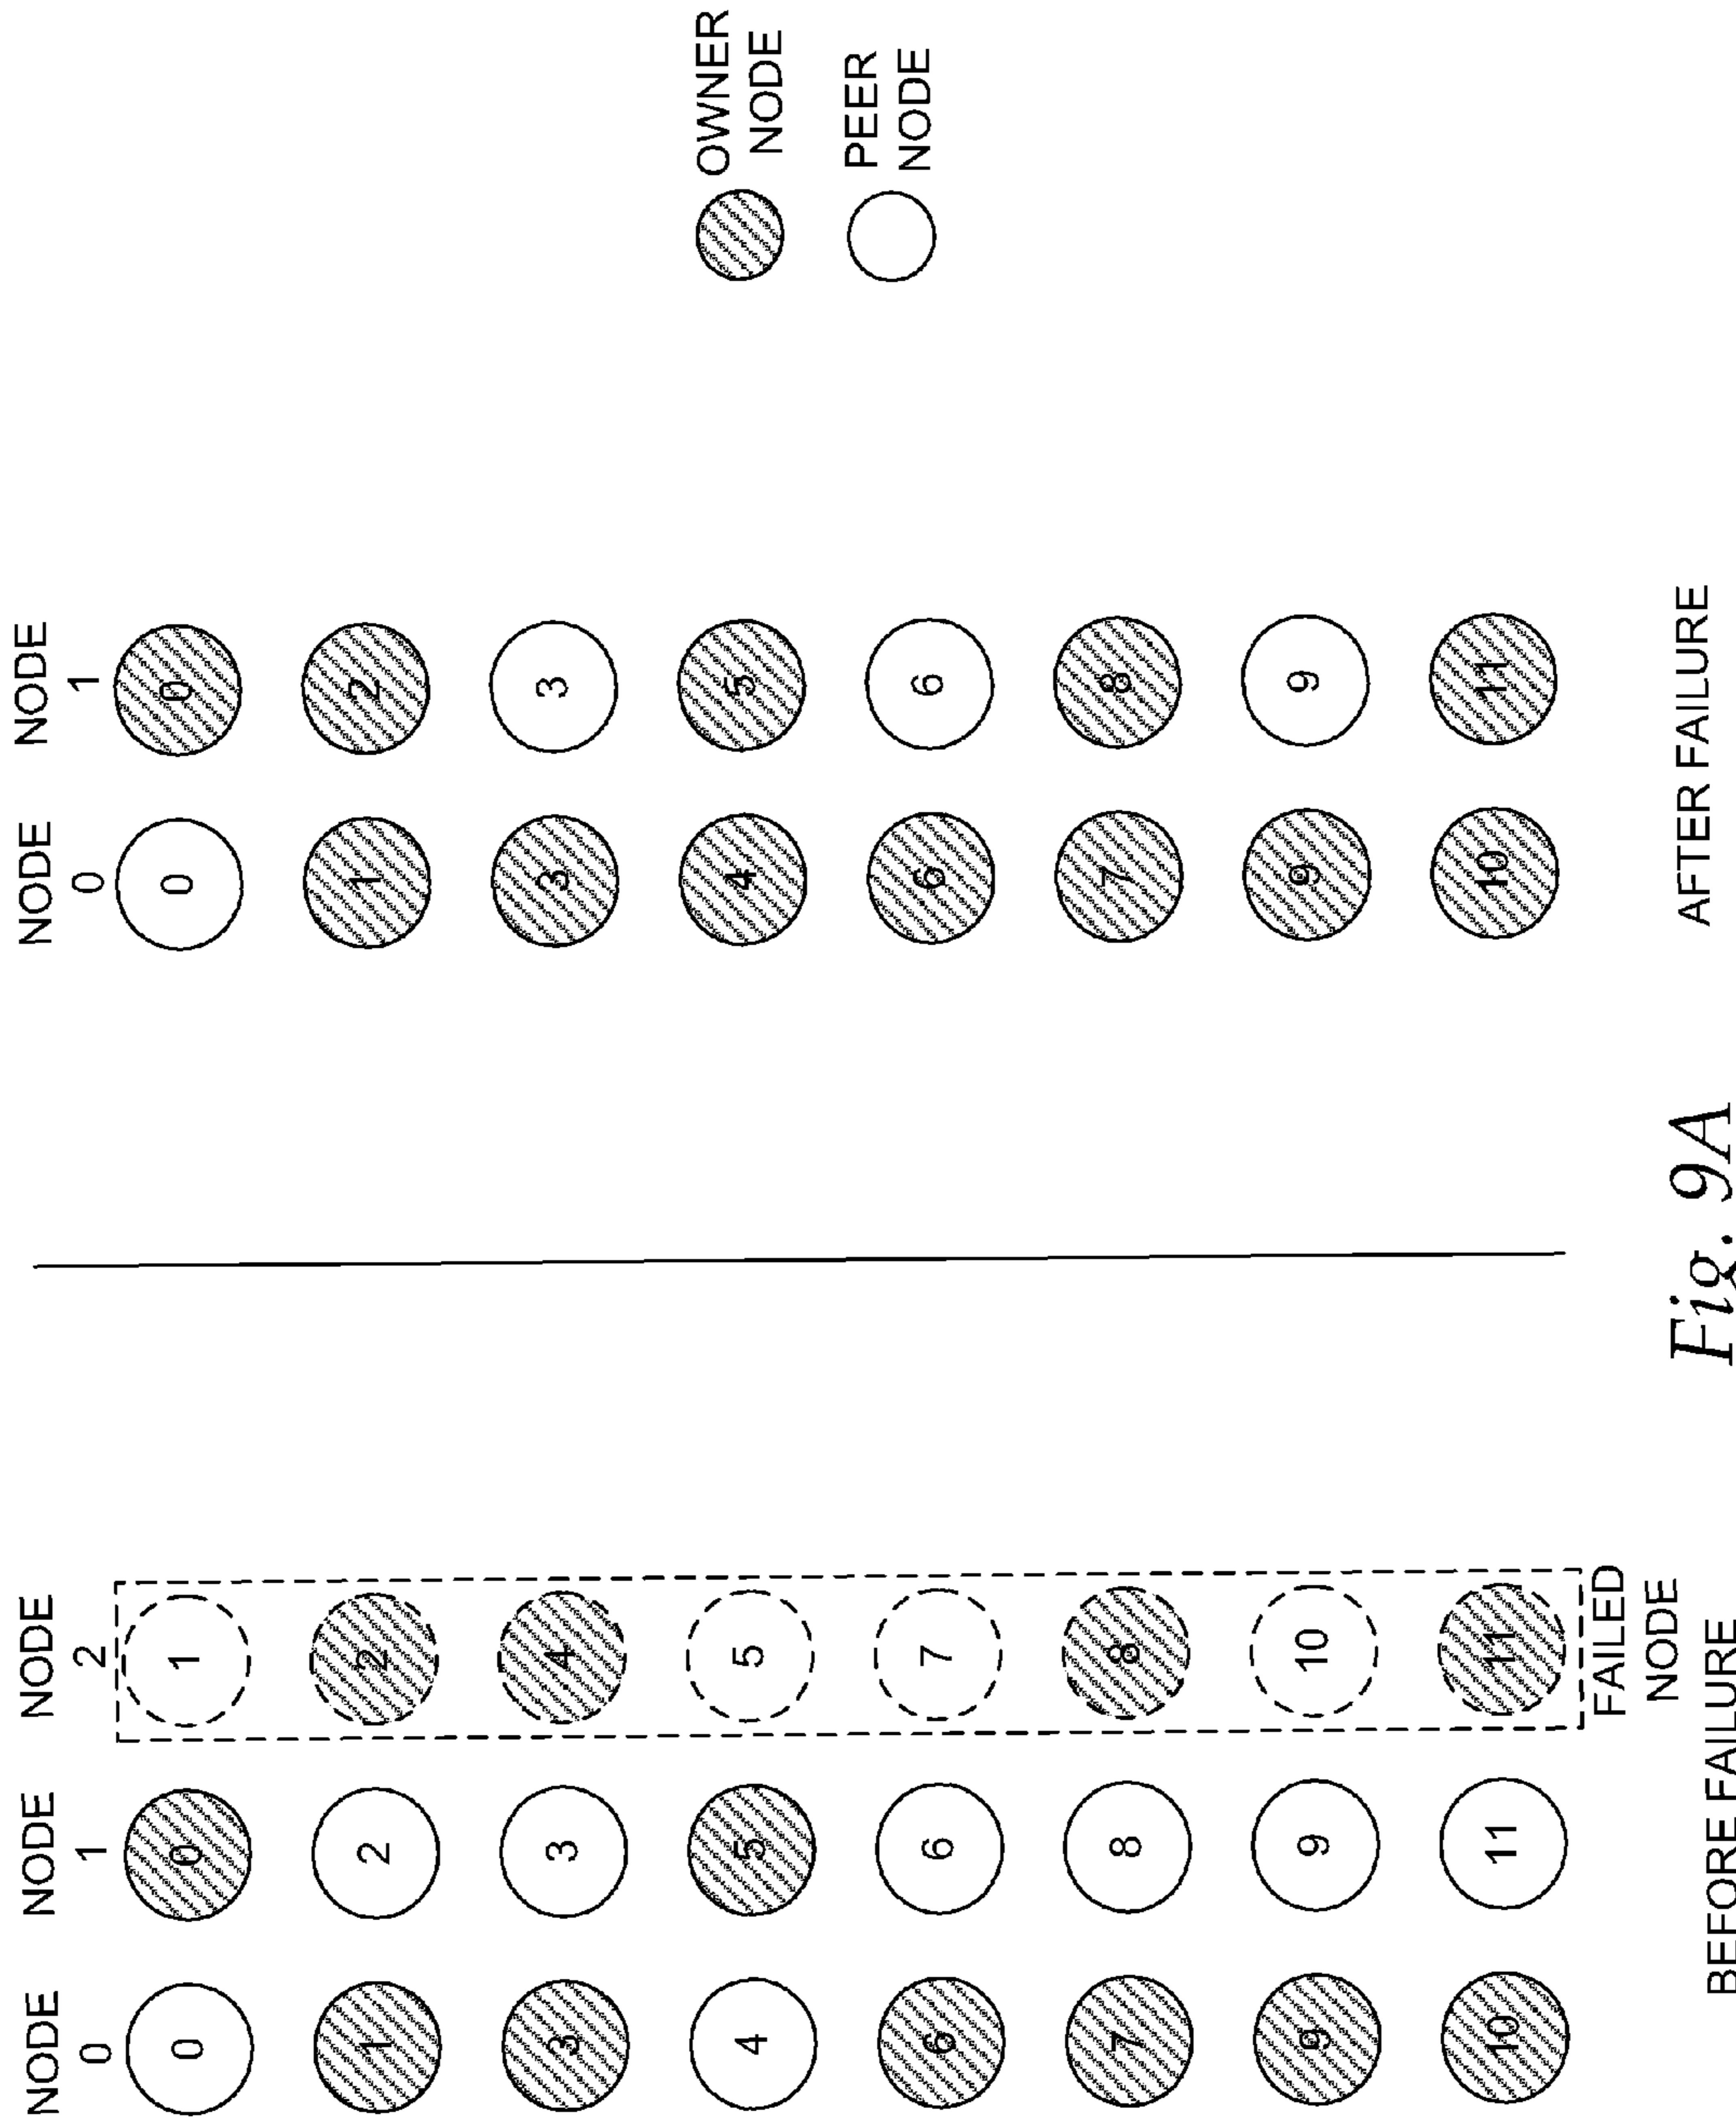 NODE NODE NODE
0 1 2
0 0 1
1 2 2
3 3 4
4 5 5
6 6 7
7 8 8
9 9 10
10 11 11
FAILED
NODE
BEFORE FAILURE
NODE NODE
0 1
0 0
1 2
3 3
4 5
6 6
7 8
9 9
10 11
AFTER FAILURE
OWNER
NODE
PEER
NODE
Fig. 9A